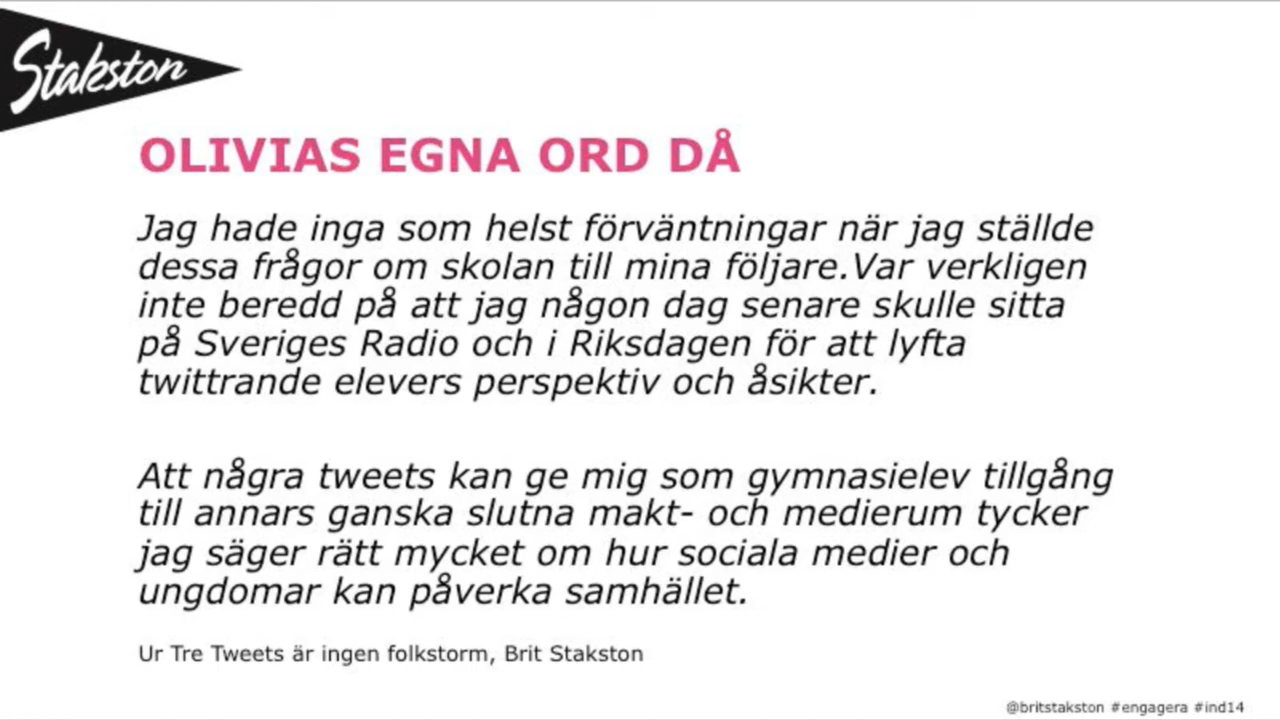 Stakston
OLIVIAS EGNA ORD DÅ
Jag hade inga som helst förväntningar när jag ställde
dessa frågor om skolan till mina följare.Var verkligen
inte beredd på att jag någon dag senare skulle sitta
på Sveriges Radio och i Riksdagen för att lyfta
twittrande elevers perspektiv och åsikter.
Att några tweets kan ge mig som gymnasielev tillgång
till annars ganska slutna makt- och medierum tycker
jag säger rätt mycket om hur sociala medier och
ungdomar kan påverka samhället.
Ur Tre Tweets är ingen folkstorm, Brit Stakston
@britstakston #engagera #ind14